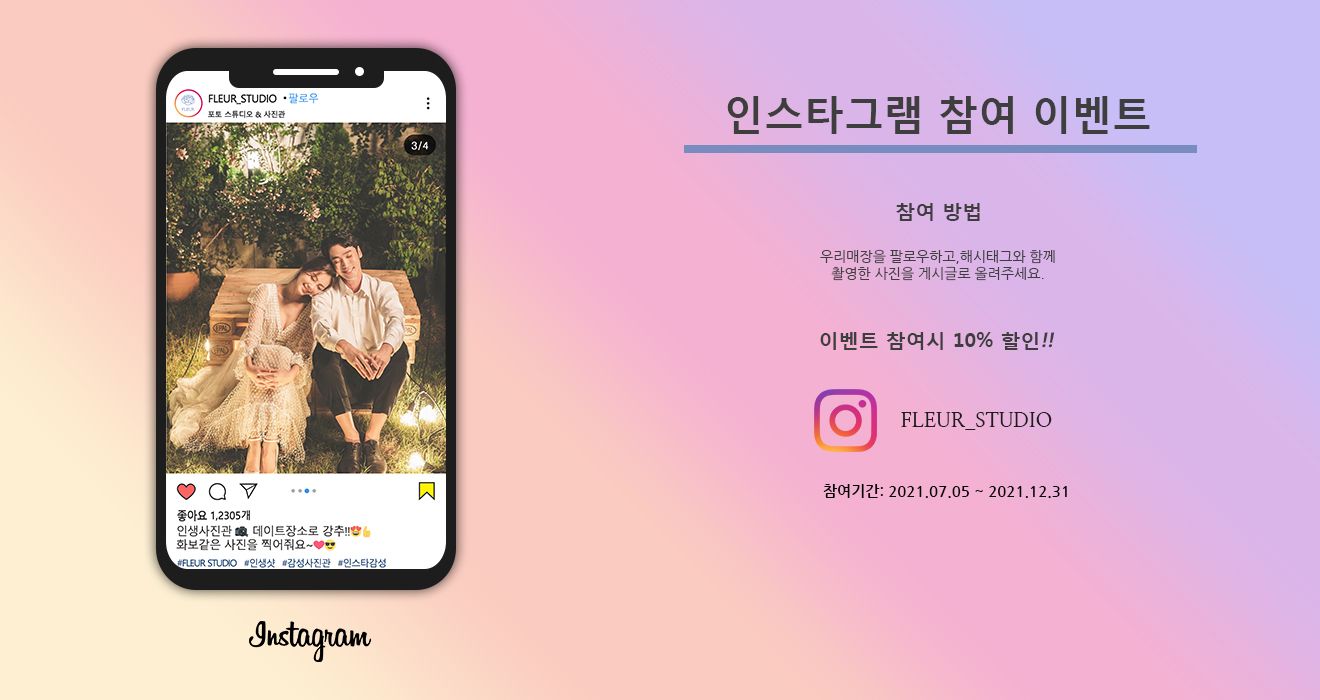 FLEUR_STUDIO •팔로우
포토 스튜디오 & 사진관
3/4
좋아요 1,2305개
인생사진관 📷 데이트장소로 강추!!😍👍
화보같은 사진을 찍어줘요~❤️😎
#FLEUR STUDIO #인생샷 #감성사진관 #인스타감성
Instagram
인스타그램 참여 이벤트
참여 방법
우리매장을 팔로우하고,해시태그와 함께
촬영한 사진을 게시글로 올려주세요.
이벤트 참여시 10% 할인!!
FLEUR_STUDIO
참여기간: 2021.07.05 ~ 2021.12.31